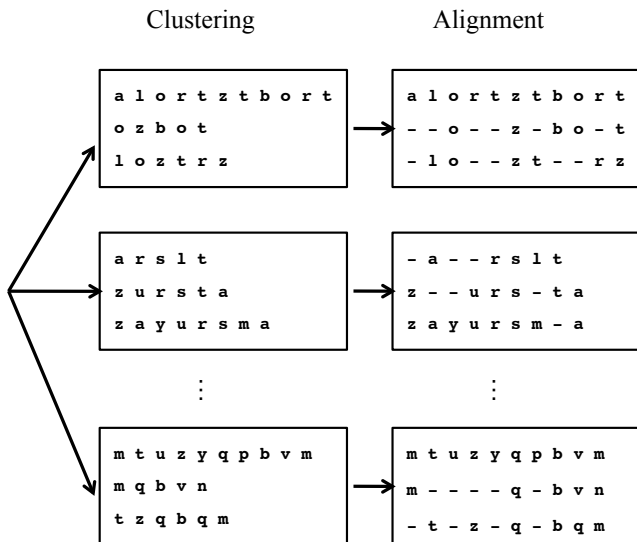 Clustering Alignment
a l o r t z t b o r t
o z b o t
l o z t r z
a l o r t z t b o r t
- - o - - z - b o - t
- l o - - z t - - r z
a r s l t
z u r s t a
z a y u r s m a
- a - - r s l t
z - - u r s - t a
z a y u r s m - a
⋮ ⋮
m t u z y q p b v m
m q b v n
t z q b q m
m t u z y q p b v m
m - - - - q - b v n
- t - z - q - b q m